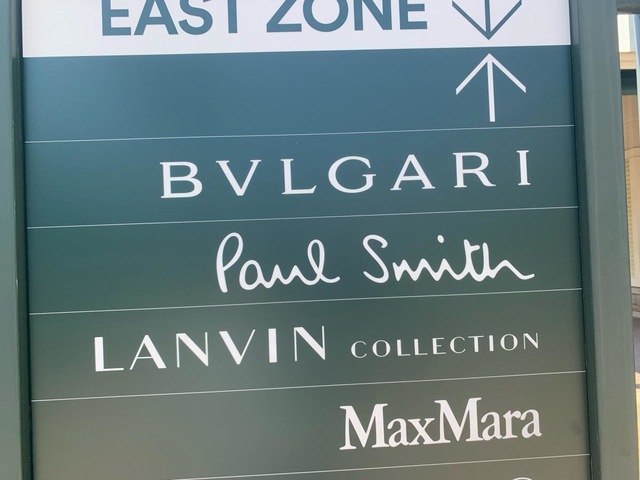 EAST ZONE
BVLGARI
Paul Smith
LANVIN COLLECTION
MaxMara